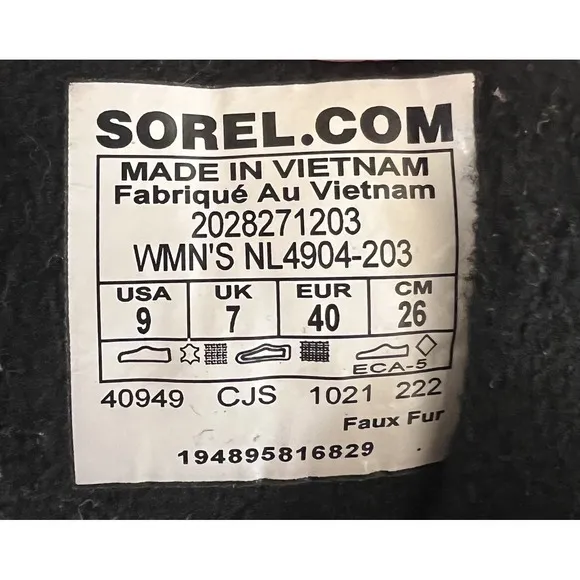 SOREL.COM
MADE IN VIETNAM
Fabriqué Au Vietnam
2028271203
WMN'S NL4904-203
USA UK EUR CM
9 7 40 26
ECA-5
40949 CJS 1021 222
Faux Fur
194895816829